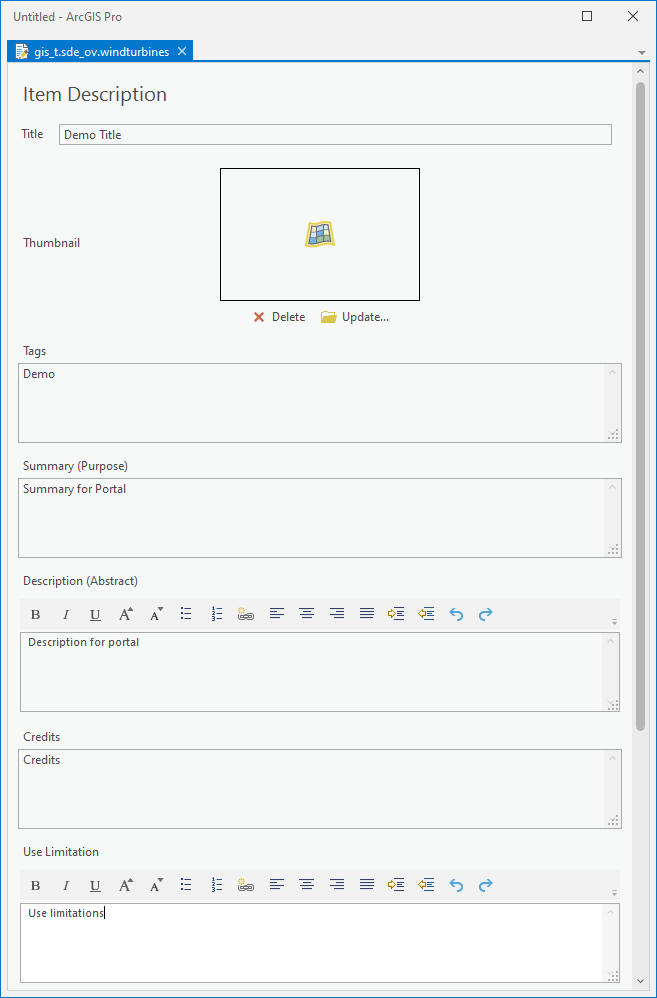 Untitled - ArcGIS Pro
gis_t.sde_ov.windturbines
Item Description
Title
Demo Title
Thumbnail
Delete
Update...
Tags
Demo
Summary (Purpose)
Summary for Portal
Description (Abstract)
B I U A A
Description for portal
Credits
Credits
Use Limitation
B I U A A
Use limitations